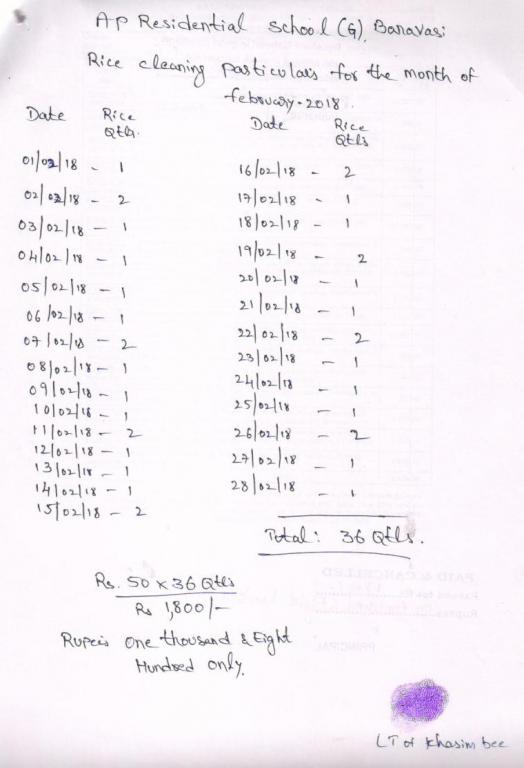 AP Residential School (G), Banavasi
Rice cleaning particulars for the month of
february-2018.
Date Rice
Qtls.
01/02/18 - 1
02/02/18 - 2
03/02/18 - 1
04/02/18 - 1
05/02/18 - 1
06/02/18 - 1
07/02/18 - 2
08/02/18 - 1
09/02/18 - 1
10/02/18 - 1
11/02/18 - 2
12/02/18 - 1
13/02/18 - 1
14/02/18 - 1
15/02/18 - 2
Date Rice
Qtls
16/02/18 - 2
17/02/18 - 1
18/02/18 - 1
19/02/18 - 2
20/02/18 - 1
21/02/18 - 1
22/02/18 - 2
23/02/18 - 1
24/02/18 - 1
25/02/18 - 1
26/02/18 - 2
27/02/18 - 1
28/02/18 - 1
Total: 36 Qtls.
Rs. 50 x 36 Qtls
Rs 1,800/-
Rupeis one thousand & Eight
Hundred only.
LT of Khasim bee